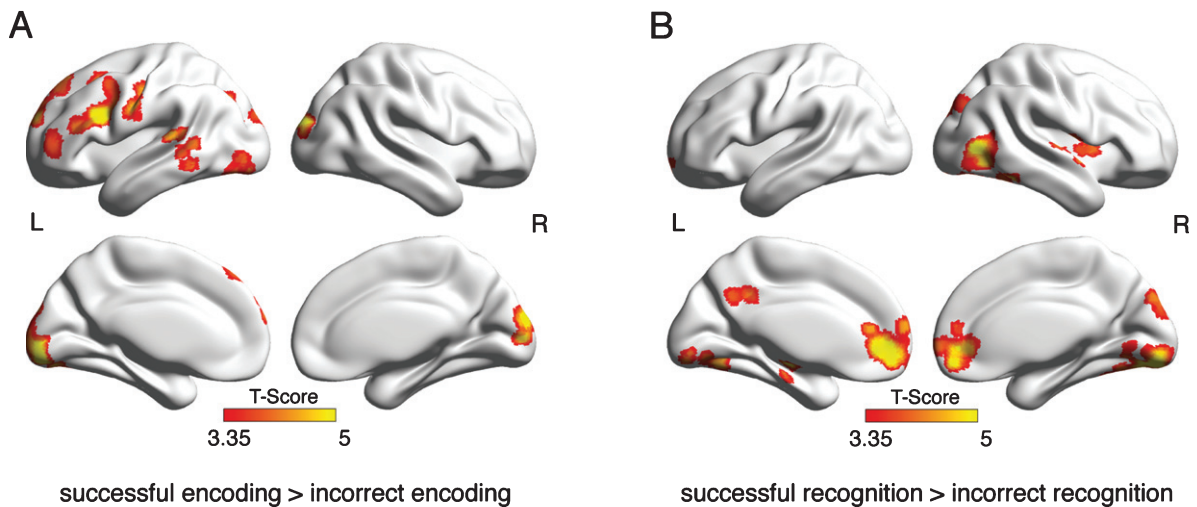 A
B
L
R
L
R
T-Score
3.35
5
T-Score
3.35
5
successful encoding > incorrect encoding
successful recognition > incorrect recognition